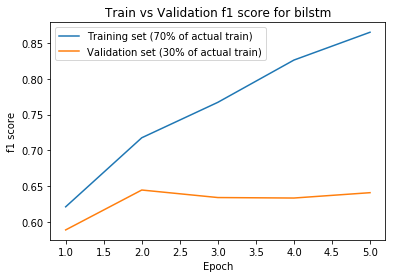 Train vs Validation f1 score for bilstm
Training set (70% of actual train)
Validation set (30% of actual train)
f1 score
0.85
0.80
0.75
0.70
0.65
0.60
1.0 1.5 2.0 2.5 3.0 3.5 4.0 4.5 5.0
Epoch